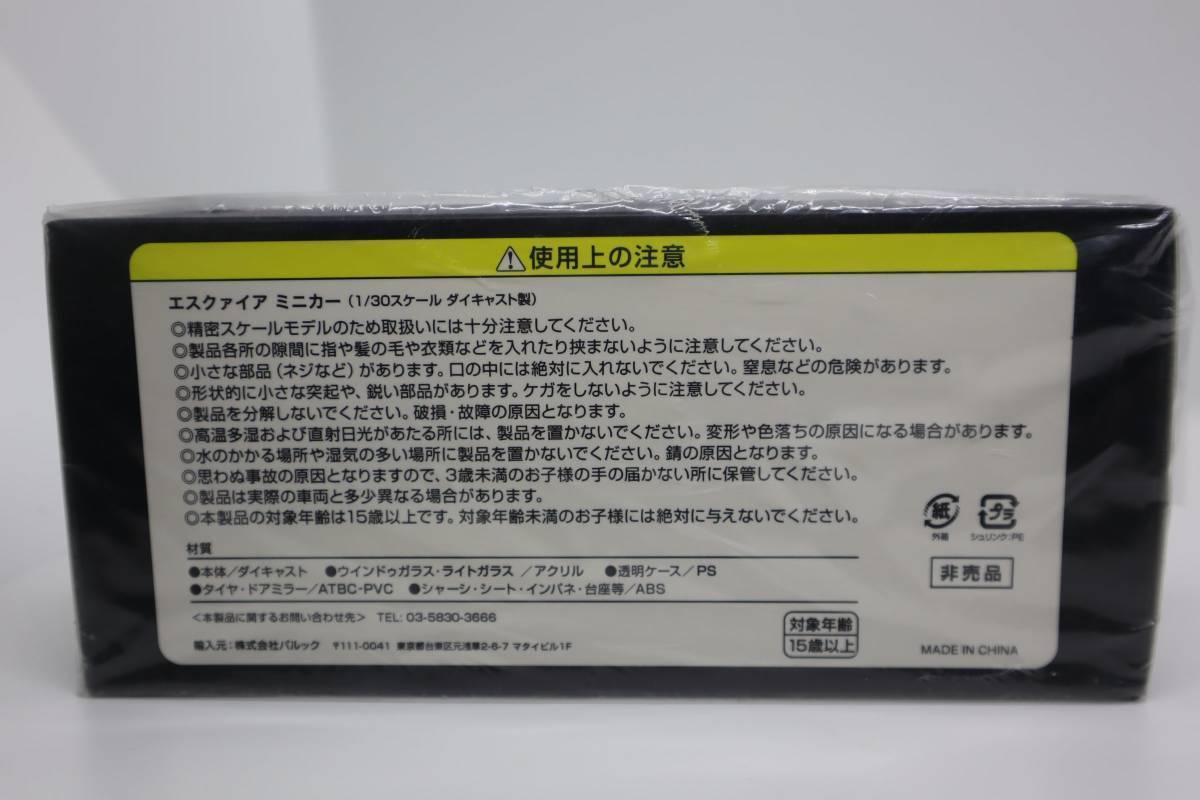 ⚠使用上の注意
エスクァイア ミニカー（1/30スケール ダイキャスト製）
◎精密スケールモデルのため取扱いには十分注意してください。
◎製品各所の隙間に指や髪の毛や衣類などを入れたり挟まないように注意してください。
◎小さな部品（ネジなど）があります。口の中には絶対に入れないでください。窒息などの危険があります。
◎形状的に小さな突起や、鋭い部品があります。ケガをしないように注意してください。
◎製品を分解しないでください。破損・故障の原因となります。
◎高温多湿および直射日光があたる所には、製品を置かないでください。変形や色落ちの原因になる場合があります。
◎水のかかる場所や湿気の多い場所に製品を置かないでください。錆の原因となります。
◎思わぬ事故の原因となりますので、3歳未満のお子様の手の届かない所に保管してください。
◎製品は実際の車両と多少異なる場合があります。
◎本製品の対象年齢は15歳以上です。対象年齢未満のお子様には絶対に与えないでください。
紙 プラ
外箱 シュリンク:PE
材質
●本体/ダイキャスト ●ウインドゥガラス・ライトガラス /アクリル ●透明ケース/PS
●タイヤ・ドアミラー/ATBC-PVC ●シャーシ・シート・インパネ・台座等/ABS
非売品
<本製品に関するお問い合わせ先> TEL: 03-5830-3666
輸入元：株式会社バルック 〒111-0041 東京都台東区元浅草2-6-7 マタイビル1F
対象年齢
15歳以上
MADE IN CHINA